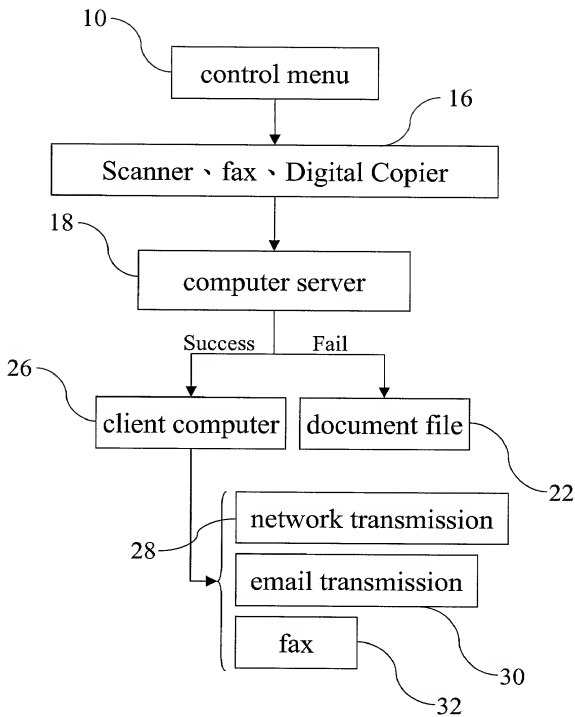 10
control menu
16
Scanner、fax、Digital Copier
18
computer server
Success Fail
26
client computer document file
22
network transmission
28
email transmission
30
fax
32